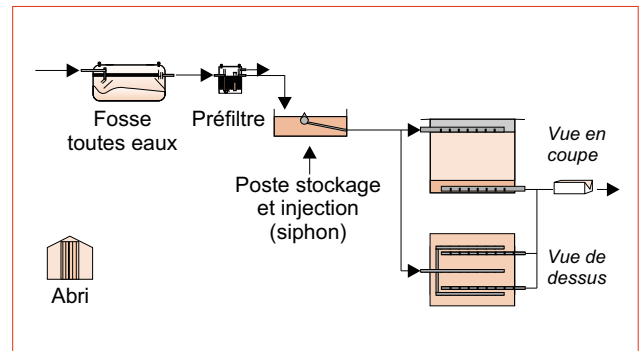 Fosse
toutes eaux
Préfiltre
Poste stockage
et injection
(siphon)
Vue en
coupe
Vue de
dessus
Abri